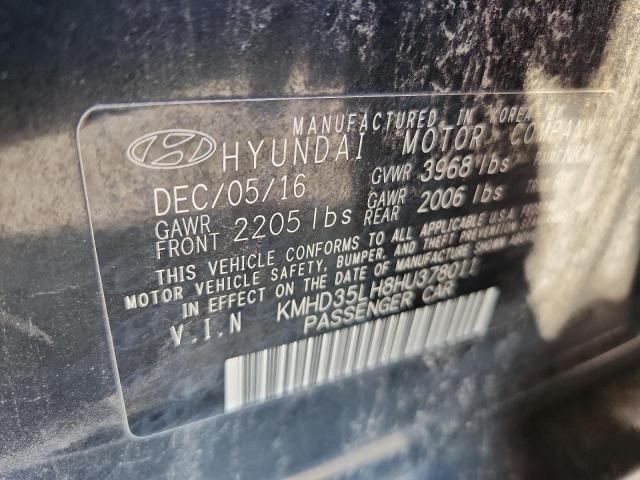 MANUFACTURED IN KOREA BY
HYUNDAI MOTOR COMPANY
DEC/05/16 GVWR 3968 lbs
GAWR FRONT 2205 lbs GAWR REAR 2006 lbs
THIS VEHICLE CONFORMS TO ALL APPLICABLE U.S.A. FEDERAL
MOTOR VEHICLE SAFETY, BUMPER, AND THEFT PREVENTION
IN EFFECT ON THE DATE OF MANUFACTURE SHOWN ABOVE
V.I.N KMHD35LH8HU378011
PASSENGER CAR